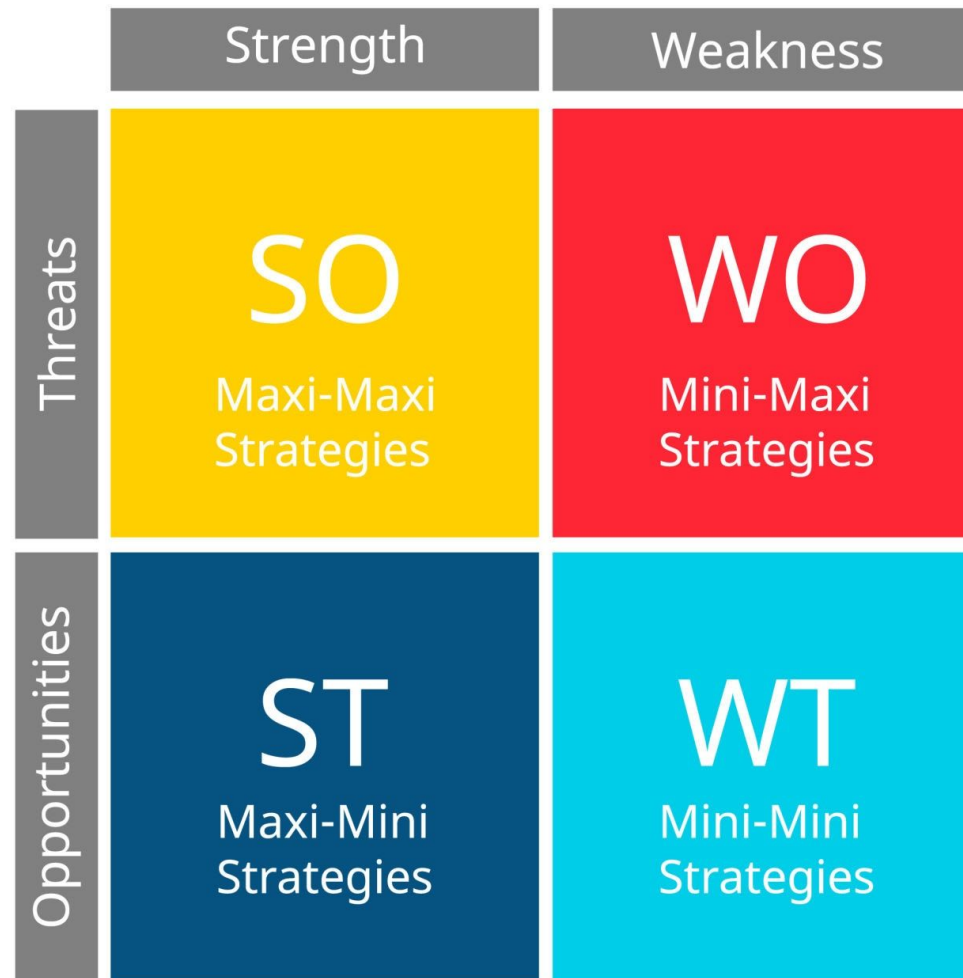 Strength
Weakness
Threats
SO
Maxi-Maxi
Strategies
WO
Mini-Maxi
Strategies
Opportunities
ST
Maxi-Mini
Strategies
WT
Mini-Mini
Strategies